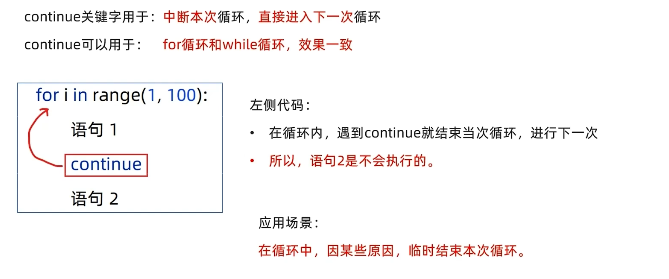 continue关键字用于：中断本次循环，直接进入下一次循环
continue可以用于： for循环和while循环，效果一致
for i in range(1, 100):
语句 1
continue
语句 2
左侧代码：
• 在循环内，遇到continue就结束当次循环，进行下一次
• 所以，语句2是不会执行的。
应用场景：
在循环中，因某些原因，临时结束本次循环。